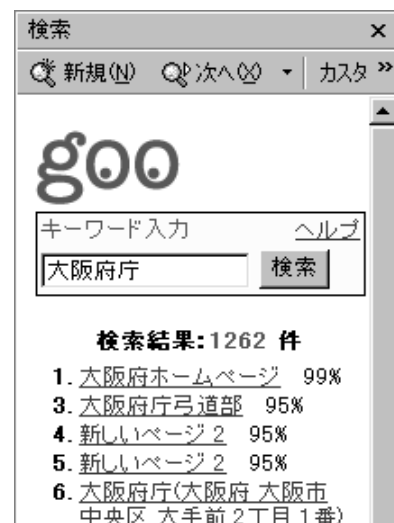 検索 ×
新規(N) 次へ(X) カスタ »
goo
キーワード入力 ヘルプ
大阪府庁 検索
検索結果:1262 件
1. 大阪府ホームページ 99%
3. 大阪府庁弓道部 95%
4. 新しいページ 2 95%
5. 新しいページ 2 95%
6. 大阪府庁(大阪府 大阪市
中央区 大手前2丁目1番)